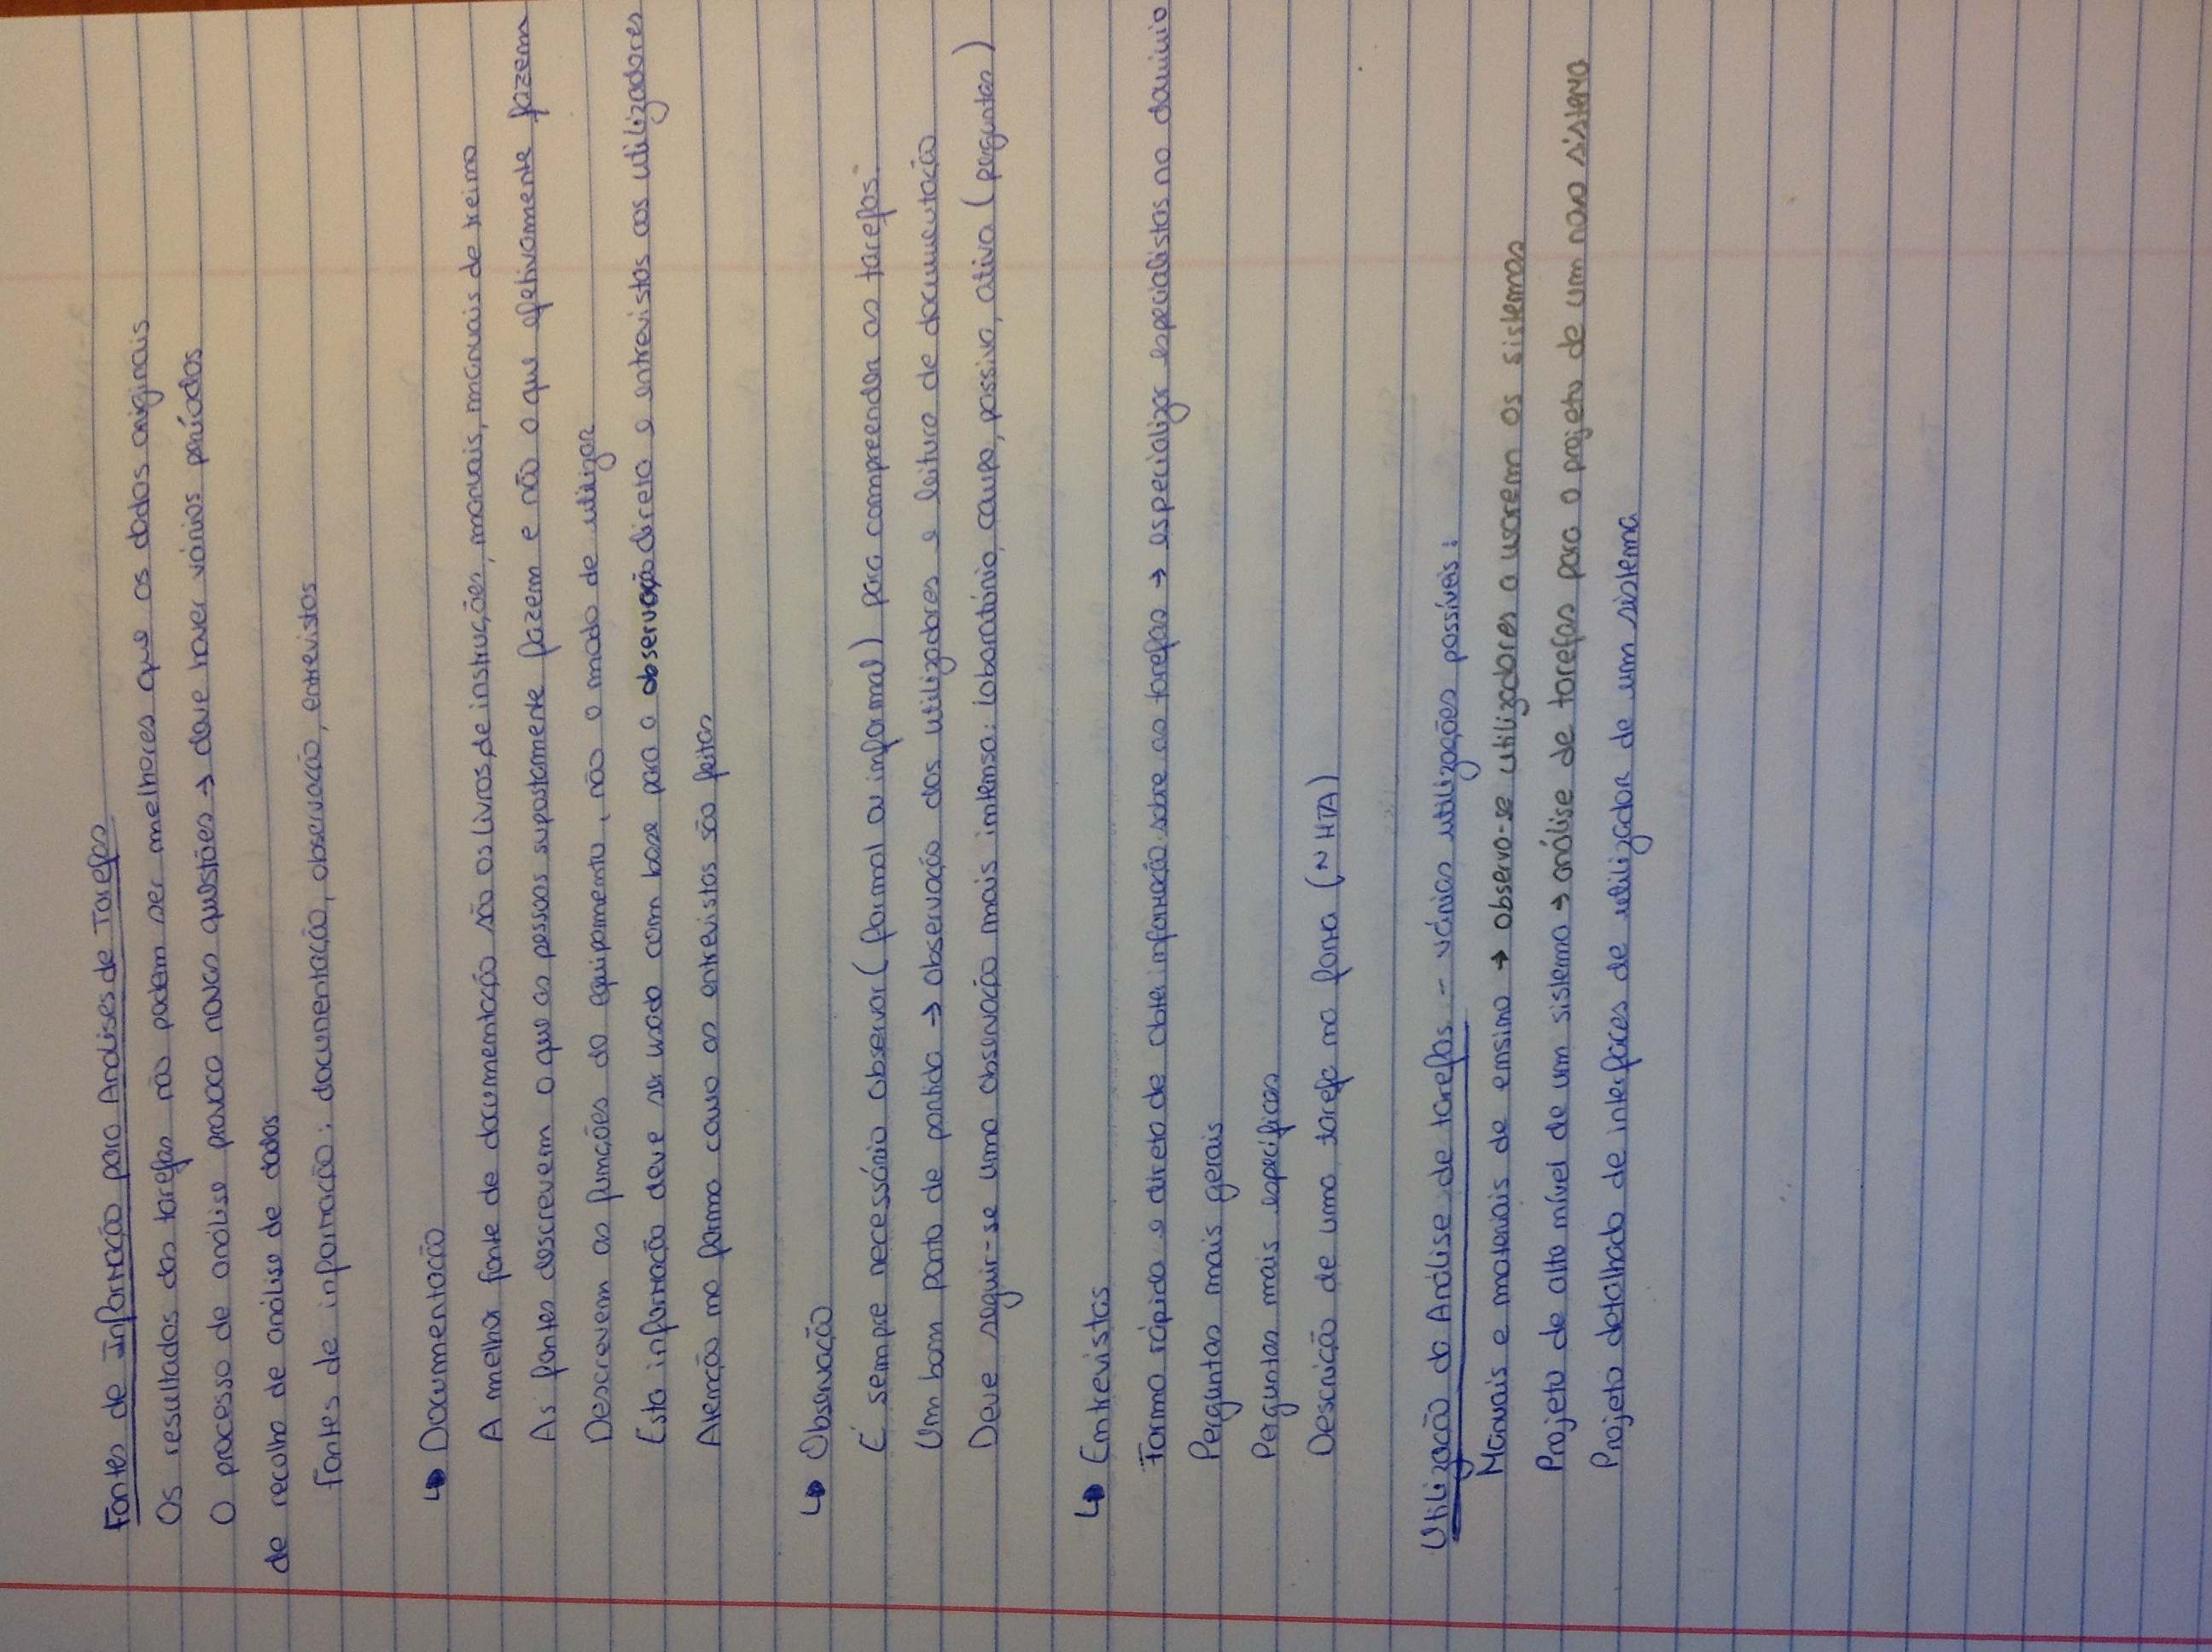 Fontes de Informação para Análises de Tarefas
Os resultados das tarefas não podem ser melhores que os dados originais
O processo de análise provoca novas questões → deve haver vários períodos
de recolha de análise de dados
Fontes de informação: documentação, observação, entrevistas
↳ Documentação
A melhor fonte de documentação são os livros de instruções, manuais, manuais de treino
As fontes descrevem o que as pessoas supostamente fazem e não o que efetivamente fazem
Descrevem as funções do equipamento, não o modo de utilizar
Esta informação deve ser usada com base para a observação direta e entrevistas aos utilizadores
Atenção na forma como as entrevistas são feitas
↳ Observação
É sempre necessário observar (formal ou informal) para compreender as tarefas.
Um bom ponto de partida → observação dos utilizadores e leitura de documentação
Deve seguir-se uma observação mais intensa: laboratório, campo, passiva, ativa (perguntas)
↳ Entrevistas
Forma rápida e direta de obter informação sobre as tarefas → especializar especialistas no domínio
Perguntas mais gerais
Perguntas mais específicas
Descrição de uma tarefa na forma (~ HTA)
Utilização da Análise de tarefas - várias utilizações possíveis:
Manuais e materiais de ensino → observa-se utilizadores a usarem os sistemas
Projeto de alto nível de um sistema → análise de tarefas para o projeto de um novo sistema
Projeto detalhado de interfaces de utilizador de um sistema